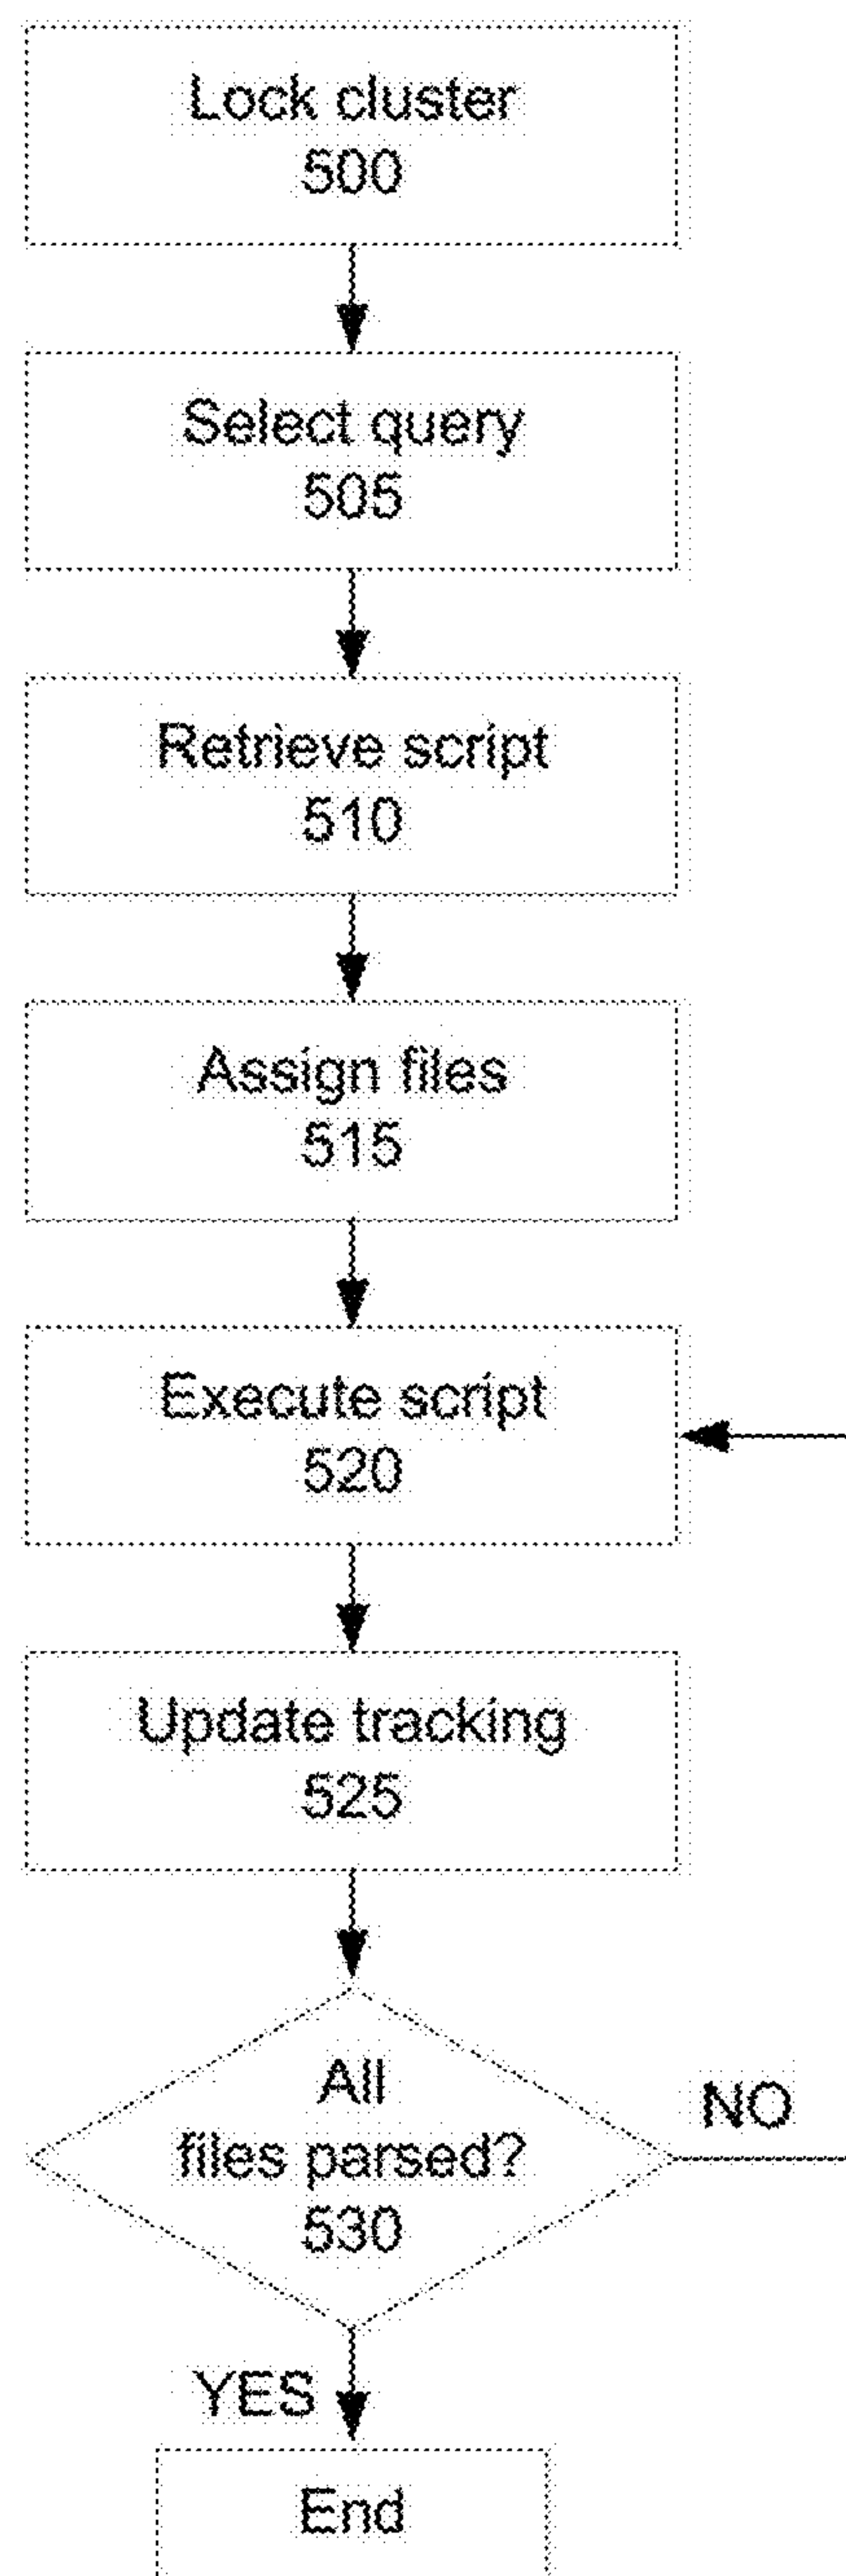 Lock cluster
500
Select query
505
Retrieve script
510
Assign files
515
Execute script
520
Update tracking
525
All
files parsed?
530
NO
YES
End